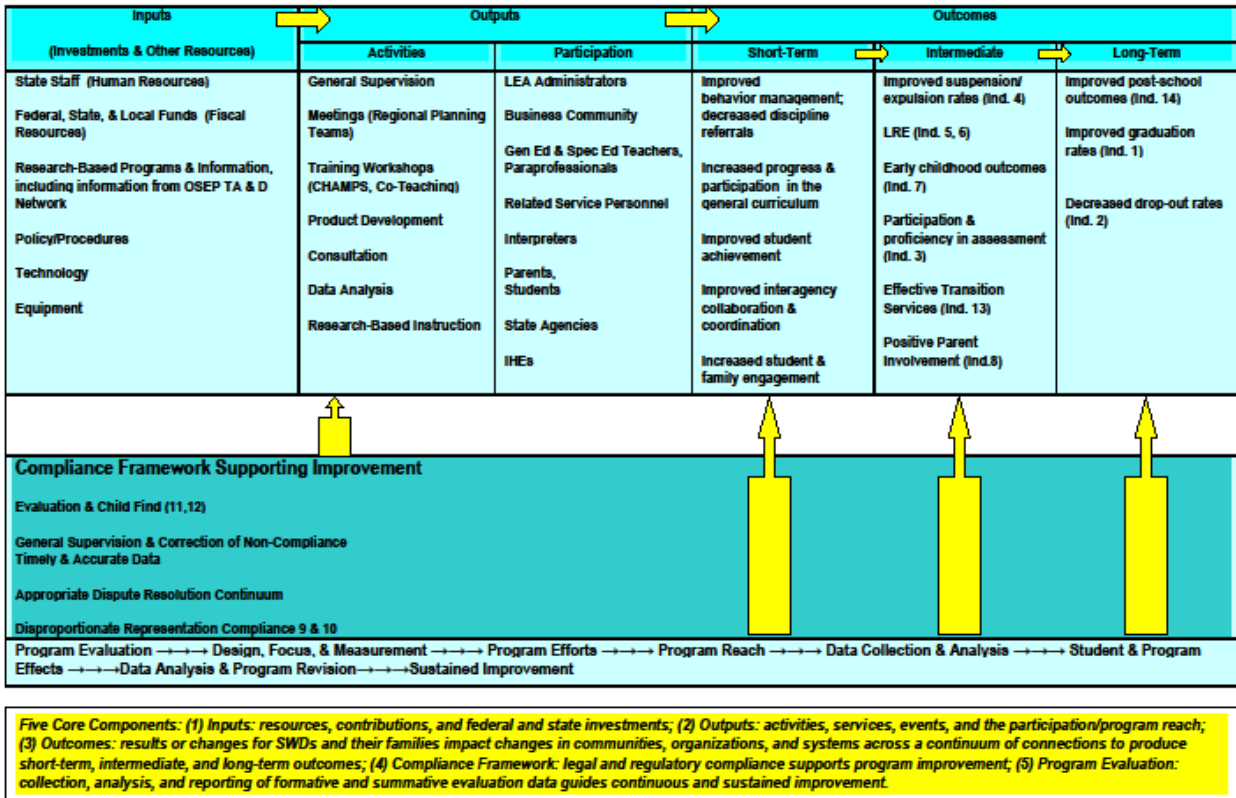 Inputs
(Investments & Other Resources)
Outputs
Outcomes
Activities
Participation
Short-Term
Intermediate
Long-Term
State Staff (Human Resources)
Federal, State, & Local Funds (Fiscal
Resources)
Research-Based Programs & Information,
including information from OSEP TA & D
Network
Policy/Procedures
Technology
Equipment
General Supervision
Meetings (Regional Planning
Teams)
Training Workshops
(CHAMPS, Co-Teaching)
Product Development
Consultation
Data Analysis
Research-Based Instruction
LEA Administrators
Business Community
Gen Ed & Spec Ed Teachers,
Paraprofessionals
Related Service Personnel
Interpreters
Parents,
Students
State Agencies
IHEs
Improved
behavior management;
decreased discipline
referrals
Increased progress &
participation in the
general curriculum
Improved student
achievement
Improved interagency
collaboration &
coordination
Increased student &
family engagement
Improved suspension/
expulsion rates (Ind. 4)
LRE (Ind. 5, 6)
Early childhood outcomes
(Ind. 7)
Participation &
proficiency in assessment
(Ind. 3)
Effective Transition
Services (Ind. 13)
Positive Parent
Involvement (Ind.8)
Improved post-school
outcomes (Ind. 14)
Improved graduation
rates (Ind. 1)
Decreased drop-out rates
(Ind. 2)
Compliance Framework Supporting Improvement
Evaluation & Child Find (11,12)
General Supervision & Correction of Non-Compliance
Timely & Accurate Data
Appropriate Dispute Resolution Continuum
Disproportionate Representation Compliance 9 & 10
Program Evaluation →→→ Design, Focus, & Measurement →→→ Program Efforts →→→ Program Reach →→→ Data Collection & Analysis →→→ Student & Program
Effects →→→Data Analysis & Program Revision→→→Sustained Improvement
Five Core Components: (1) Inputs: resources, contributions, and federal and state investments; (2) Outputs: activities, services, events, and the participation/program reach;
(3) Outcomes: results or changes for SWDs and their families impact changes in communities, organizations, and systems across a continuum of connections to produce
short-term, intermediate, and long-term outcomes; (4) Compliance Framework: legal and regulatory compliance supports program improvement; (5) Program Evaluation:
collection, analysis, and reporting of formative and summative evaluation data guides continuous and sustained improvement.